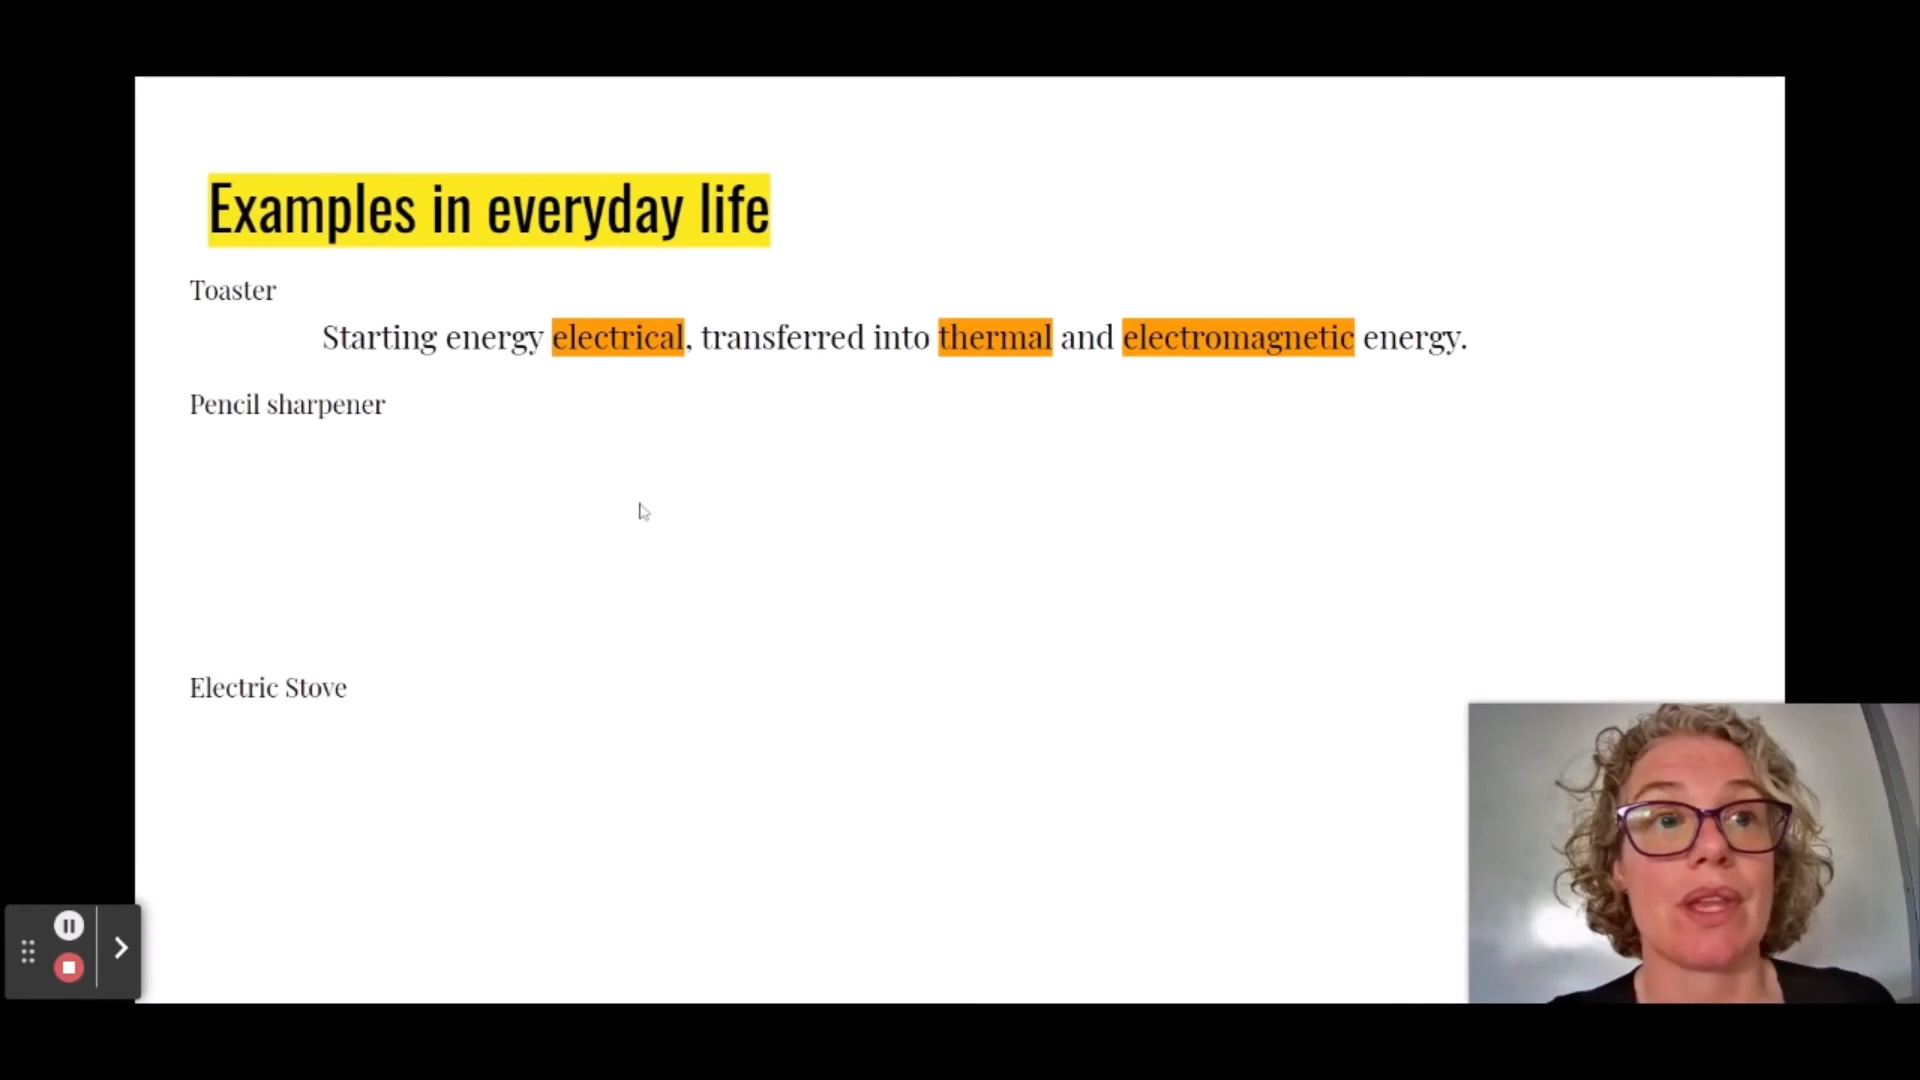 Examples in everyday life
Toaster
Starting energy electrical, transferred into thermal and electromagnetic energy.
Pencil sharpener
Electric Stove